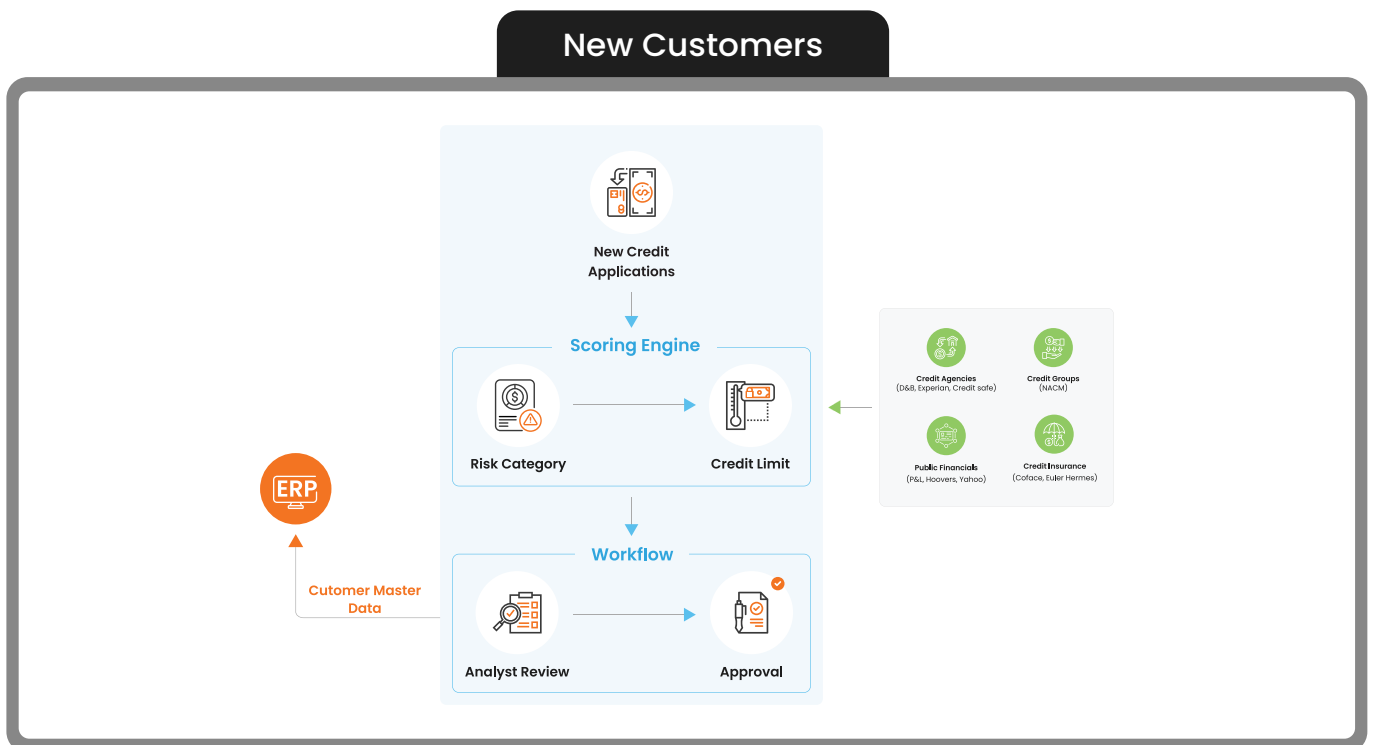 New Customers
New Credit
Applications
Scoring Engine
Risk Category
Credit Limit
Credit Agencies
(D&B, Experian, Credit safe)
Credit Groups
(NACM)
Public Financials
(P&L, Hoovers, Yahoo)
Credit Insurance
(Coface, Euler Hermes)
ERP
Cutomer Master
Data
Workflow
Analyst Review
Approval